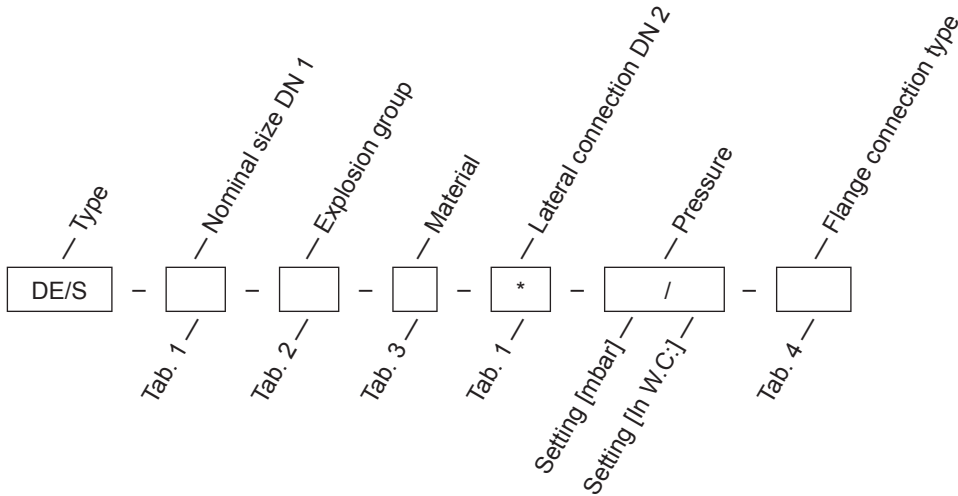 Type
Nominal size DN 1
Explosion group
Material
Lateral connection DN 2
Pressure
Flange connection type
DE/S – – – – * – / –
Tab. 1
Tab. 2
Tab. 3
Tab. 1
Setting [mbar]
Setting [In W.C:]
Tab. 4